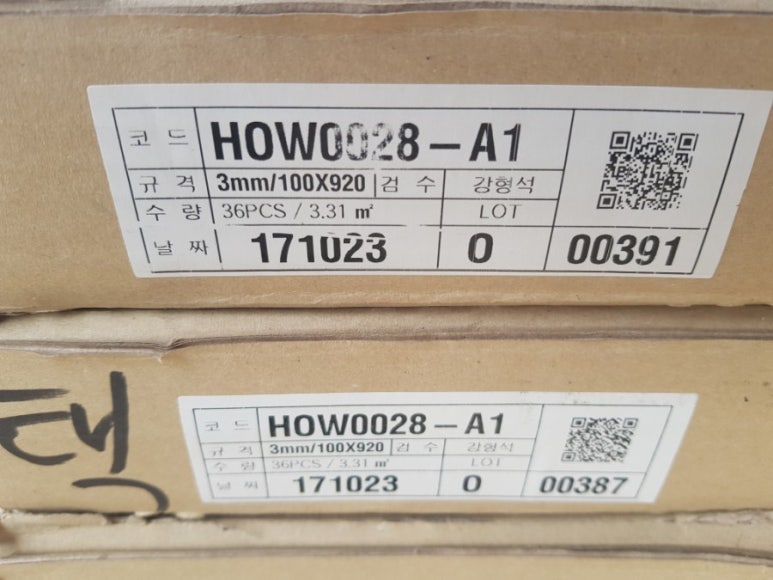 코드 HOW0028-A1
규격 3mm/100X920 검수 강형석
수량 36PCS / 3.31 ㎡ LOT
날짜 171023 0 00391
코드 HOW0028-A1
규격 3mm/100X920 검수 강형석
수량 36PCS / 3.31 ㎡ LOT
날짜 171023 0 00387